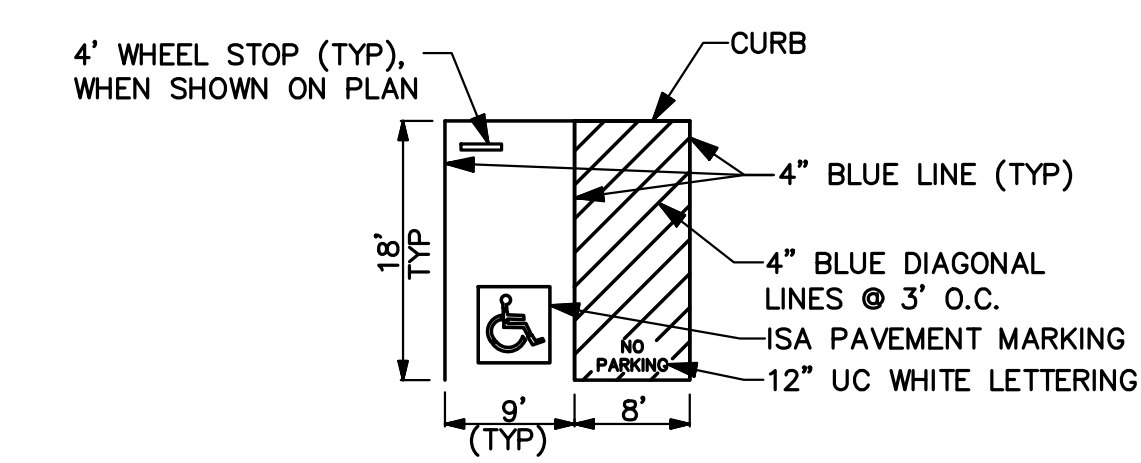 4' WHEEL STOP (TYP),
WHEN SHOWN ON PLAN
CURB
4" BLUE LINE (TYP)
18'
TYP
4" BLUE DIAGONAL
LINES @ 3' O.C.
ISA PAVEMENT MARKING
NO
PARKING
12" UC WHITE LETTERING
9'
(TYP)
8'